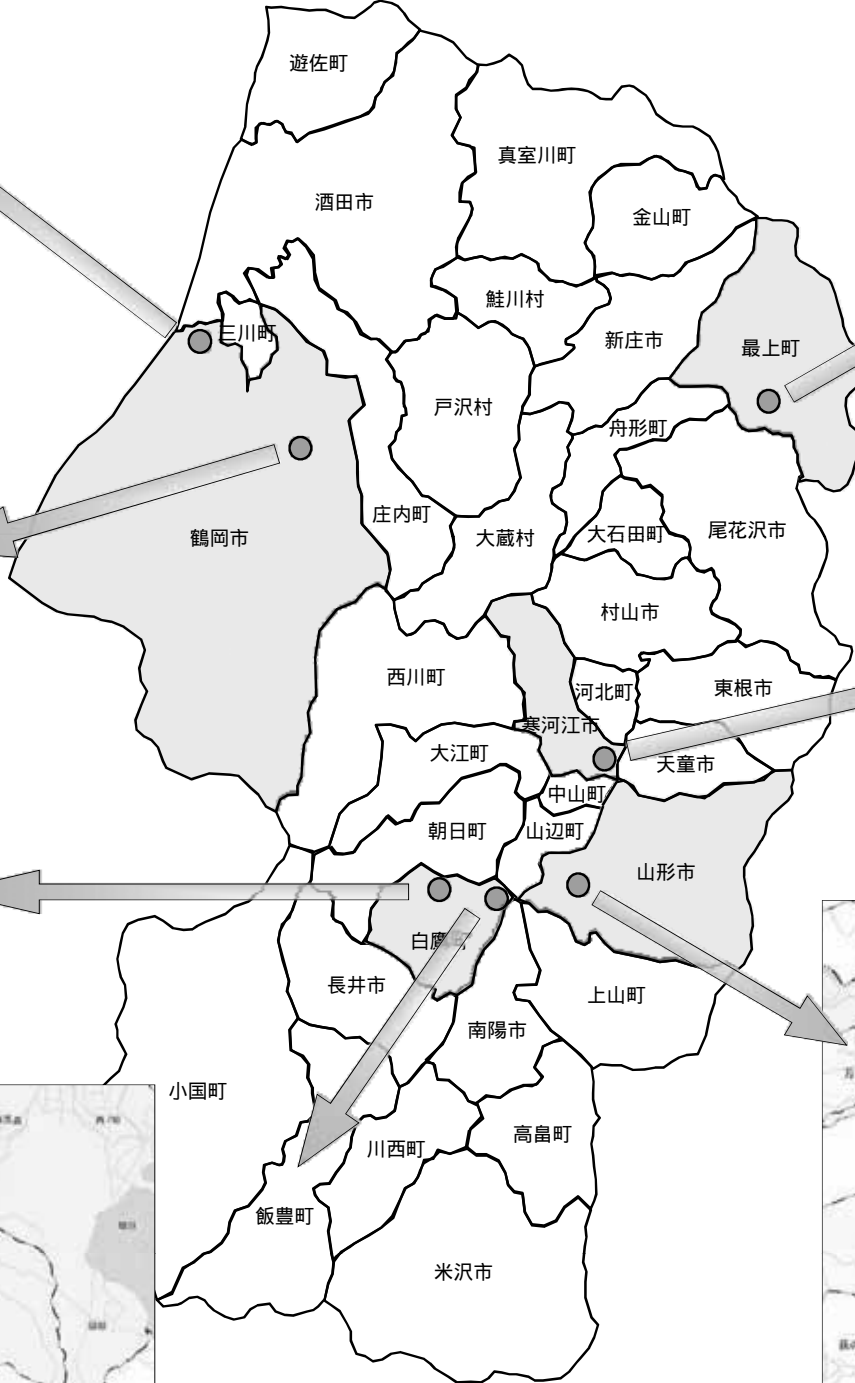 遊佐町
真室川町
酒田市
金山町
鮭川村
三川町
新庄市
最上町
戸沢村
舟形町
庄内町
大蔵村
大石田町
尾花沢市
鶴岡市
村山市
西川町
河北町
東根市
寒河江市
大江町
天童市
中山町
朝日町
山辺町
山形市
白鷹町
長井市
上山町
南陽市
小国町
高畠町
川西町
飯豊町
米沢市